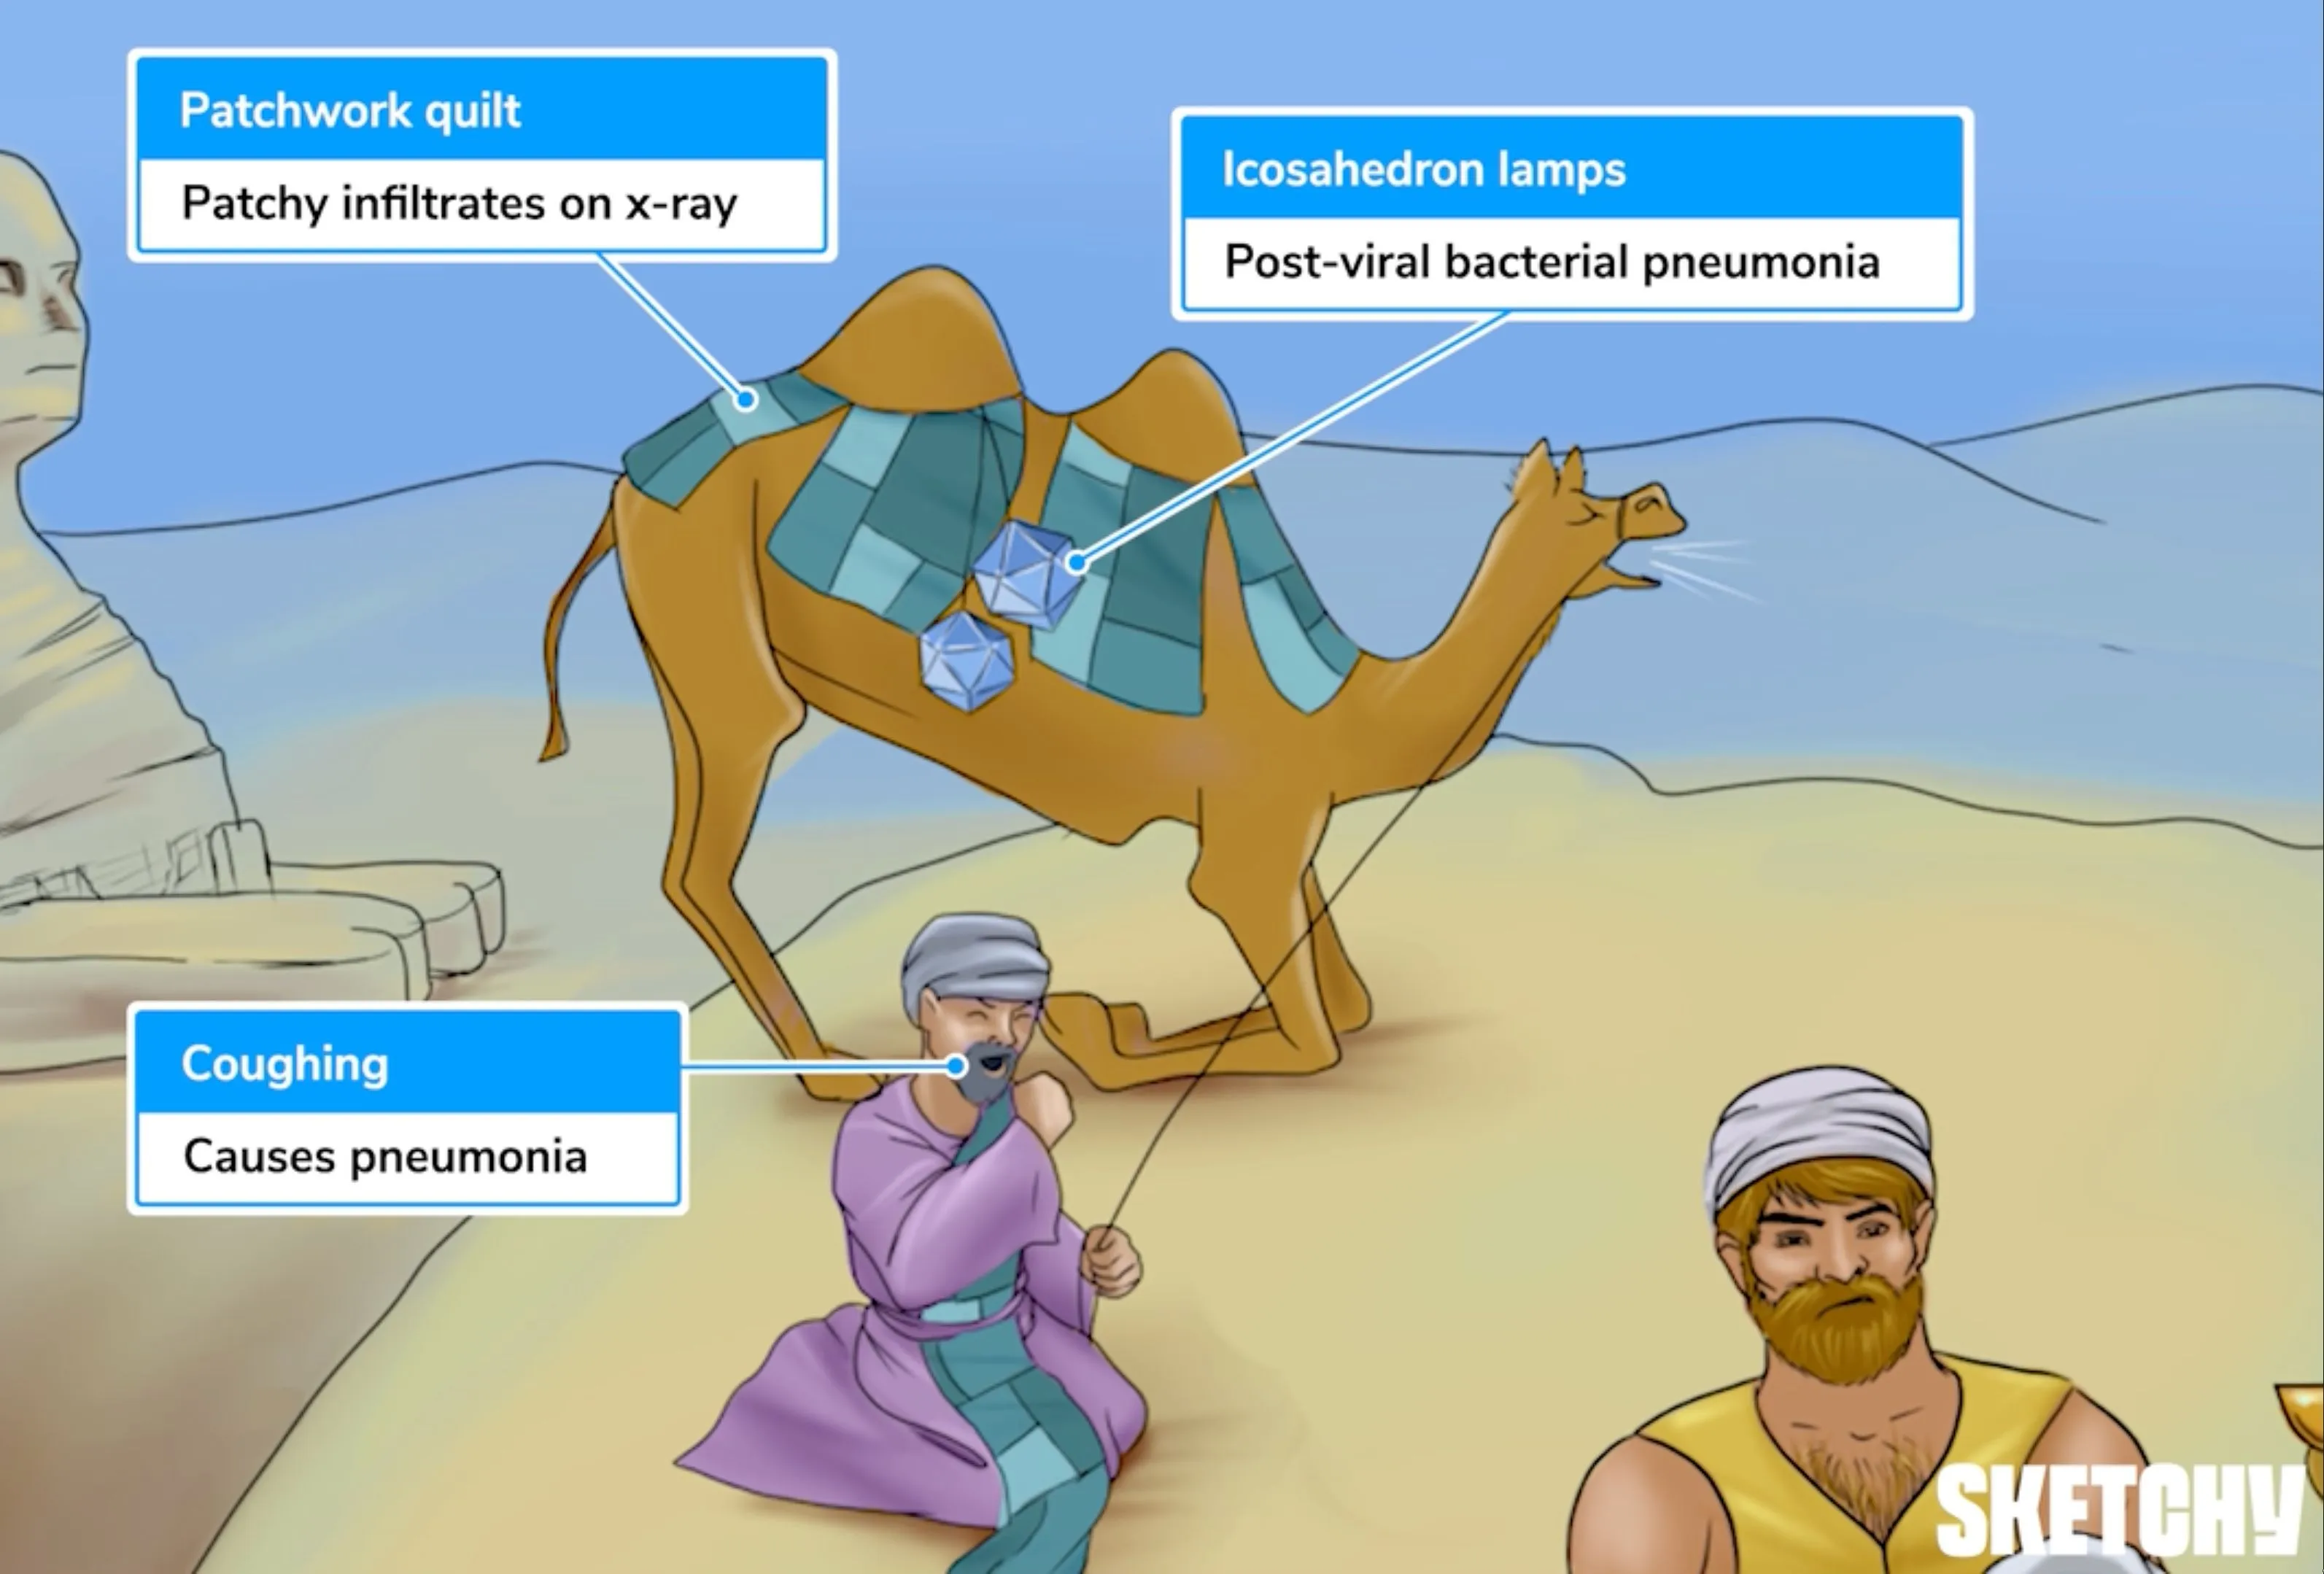 Patchwork quilt
Patchy infiltrates on x-ray
Icosahedron lamps
Post-viral bacterial pneumonia
Coughing
Causes pneumonia
SKETCHY